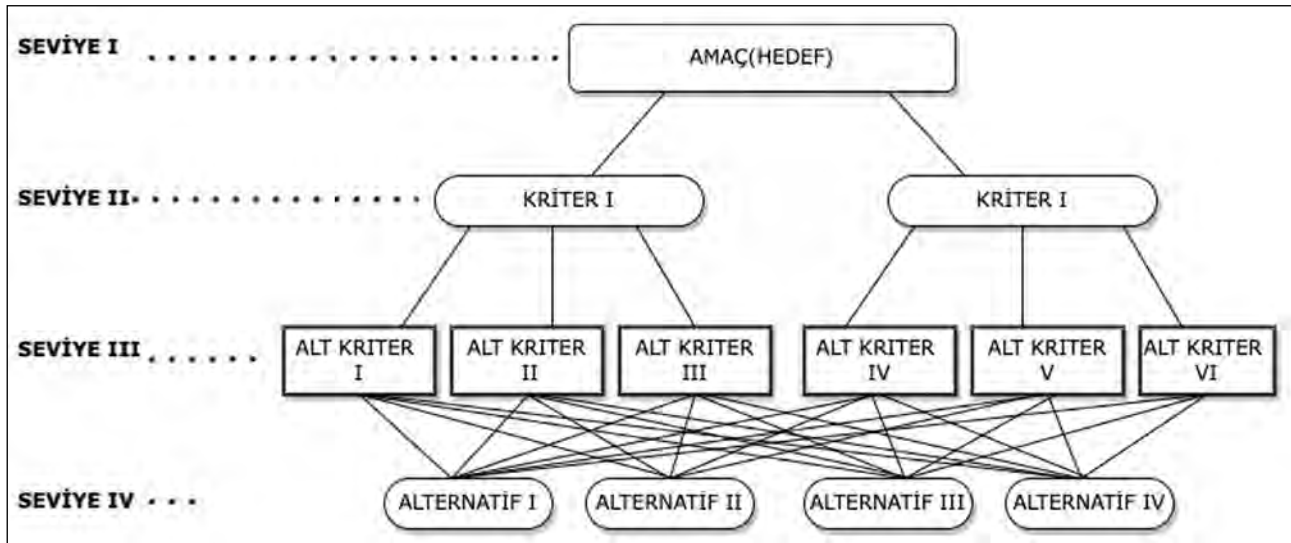 SEVİYE I
AMAÇ(HEDEF)
SEVİYE II
KRİTER I
KRİTER I
SEVİYE III
ALT KRITER
I
ALT KRITER
II
ALT KRITER
III
ALT KRITER
IV
ALT KRITER
V
ALT KRITER
VI
SEVİYE IV
ALTERNATİF I
ALTERNATİF II
ALTERNATİF III
ALTERNATİF IV